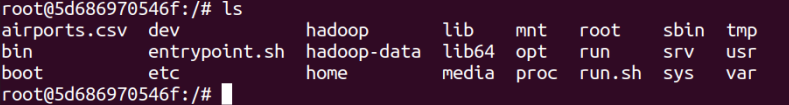 root@5d686970546f:/# ls
airports.csv  dev            hadoop       lib    mnt   root    sbin  tmp
bin           entrypoint.sh  hadoop-data  lib64  opt   run     srv   usr
boot          etc            home         media  proc  run.sh  sys   var
root@5d686970546f:/#